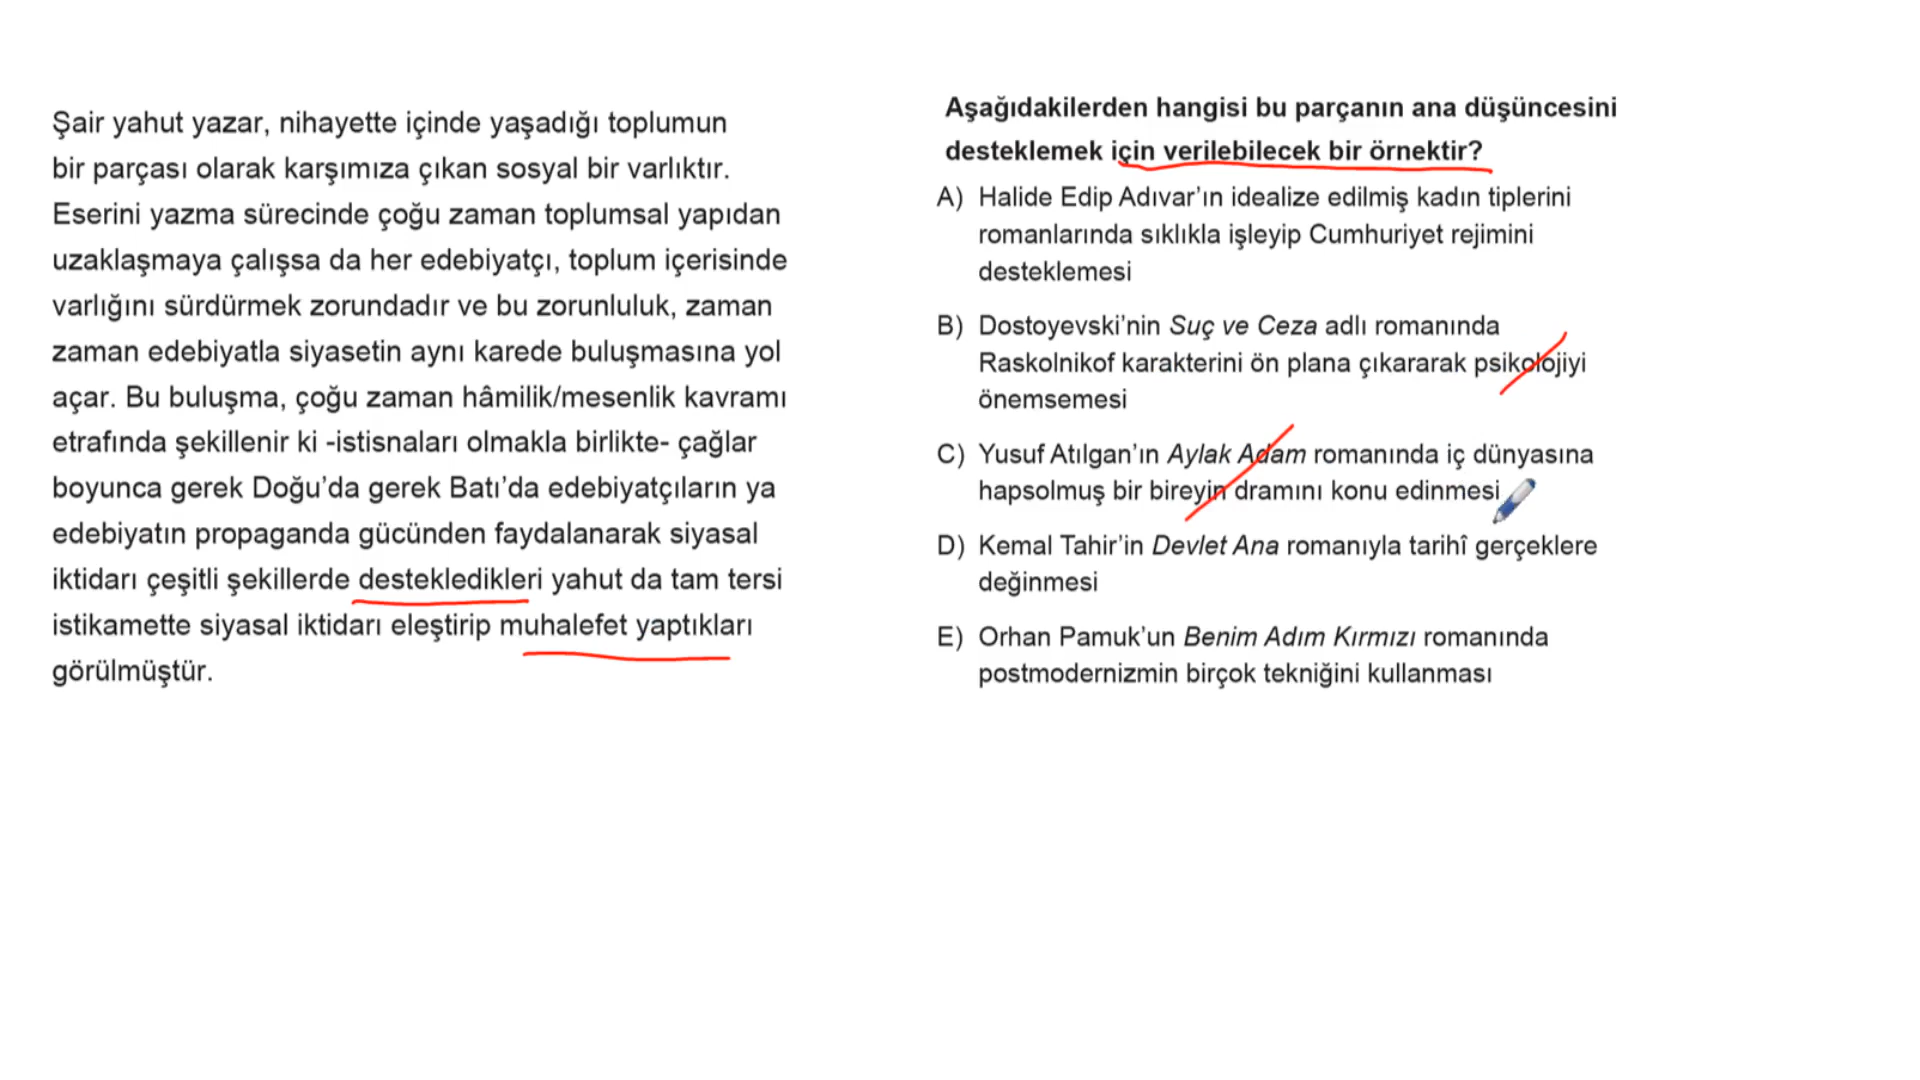 Şair yahut yazar, nihayette içinde yaşadığı toplumun
bir parçası olarak karşımıza çıkan sosyal bir varlıktır.
Eserini yazma sürecinde çoğu zaman toplumsal yapıdan
uzaklaşmaya çalışsa da her edebiyatçı, toplum içerisinde
varlığını sürdürmek zorundadır ve bu zorunluluk, zaman
zaman edebiyatla siyasetin aynı karede buluşmasına yol
açar. Bu buluşma, çoğu zaman hâmilik/mesenlik kavramı
etrafında şekillenir ki -istisnaları olmakla birlikte- çağlar
boyunca gerek Doğu’da gerek Batı’da edebiyatçıların ya
edebiyatın propaganda gücünden faydalanarak siyasal
iktidarı çeşitli şekillerde destekledikleri yahut da tam tersi
istikamette siyasal iktidarı eleştirip muhalefet yaptıkları
görülmüştür.
Aşağıdakilerden hangisi bu parçanın ana düşüncesini
desteklemek için verilebilecek bir örnektir?
A) Halide Edip Adıvar’ın idealize edilmiş kadın tiplerini
romanlarında sıklıkla işleyip Cumhuriyet rejimini
desteklemesi
B) Dostoyevski’nin Suç ve Ceza adlı romanında
Raskolnikof karakterini ön plana çıkararak psikolojiyi
önemsemesi
C) Yusuf Atılgan’ın Aylak Adam romanında iç dünyasına
hapsolmuş bir bireyin dramını konu edinmesi
D) Kemal Tahir’in Devlet Ana romanıyla tarihî gerçeklere
değinmesi
E) Orhan Pamuk’un Benim Adım Kırmızı romanında
postmodernizmin birçok tekniğini kullanması